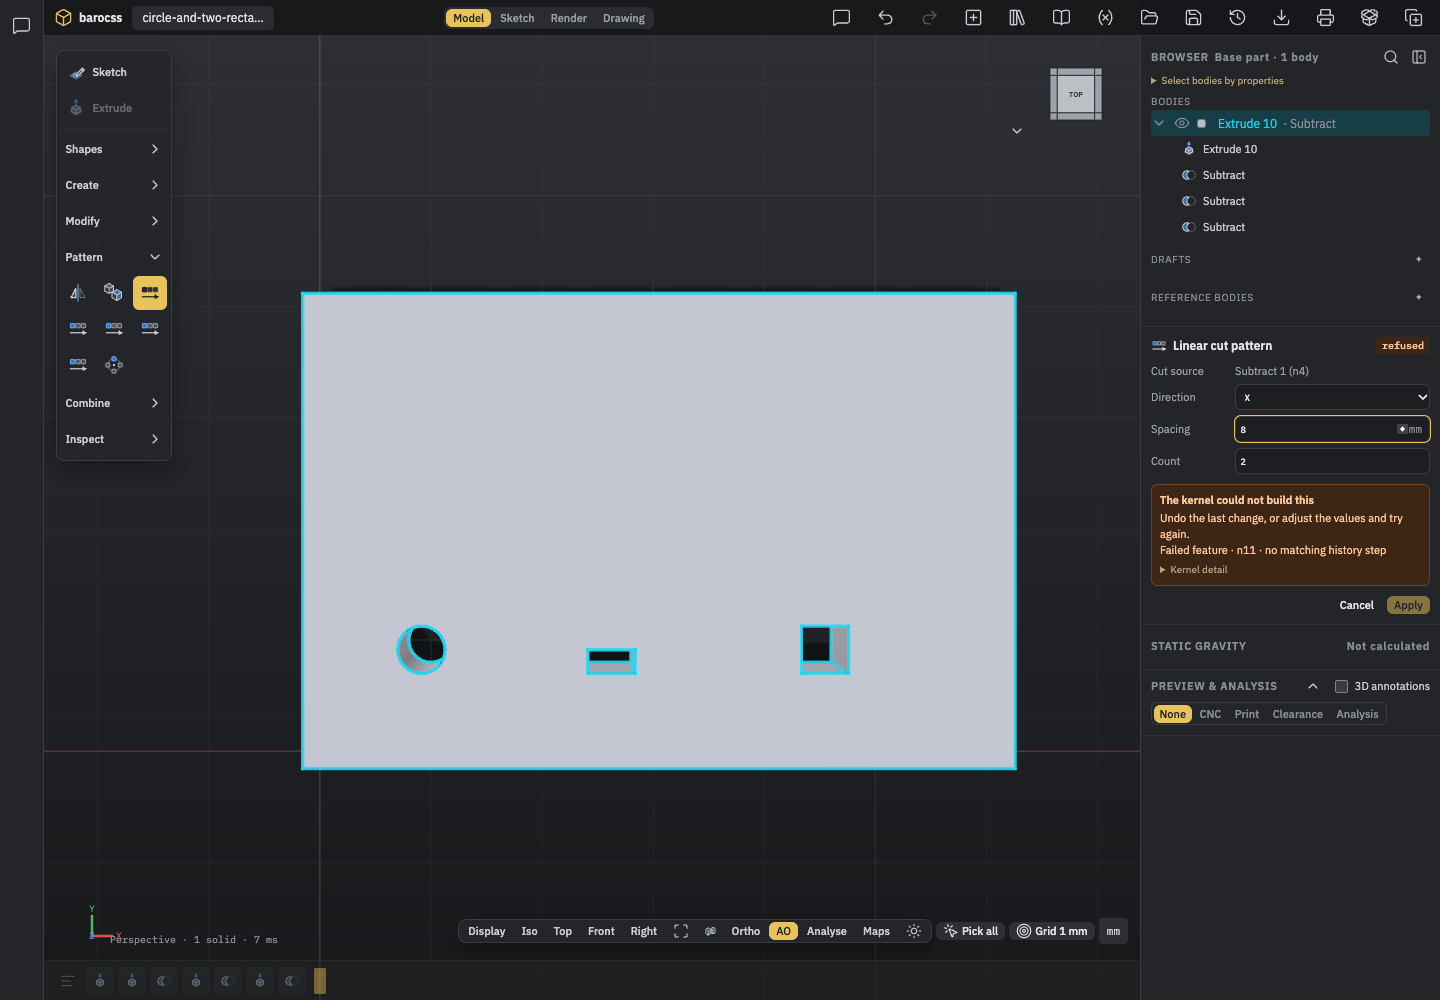 barocss
circle-and-two-recta...
Model
Sketch
Render
Drawing
Sketch
Extrude
Shapes
Create
Modify
Pattern
Combine
Inspect
TOP
BROWSER Base part · 1 body
Select bodies by properties
BODIES
Extrude 10 · Subtract
Extrude 10
Subtract
Subtract
Subtract
DRAFTS +
REFERENCE BODIES +
Linear cut pattern refused
Cut source Subtract 1 (n4)
Direction X
Spacing 8 mm
Count 2
The kernel could not build this
Undo the last change, or adjust the values and try
again.
Failed feature · n11 · no matching history step
Kernel detail
Cancel Apply
STATIC GRAVITY Not calculated
PREVIEW & ANALYSIS 3D annotations
None CNC Print Clearance Analysis
Y
Z
X
Perspective · 1 solid · 7 ms
Display Iso Top Front Right Ortho AO Analyse Maps Pick all Grid 1 mm mm